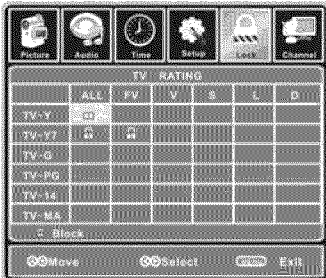 Picture Audio Time Setup Lock Channel
TV RATING
ALL FV V S L D
TV-Y
TV-Y7
TV-G
TV-PG
TV-14
TV-MA
: Block
Move Select MENU Exit